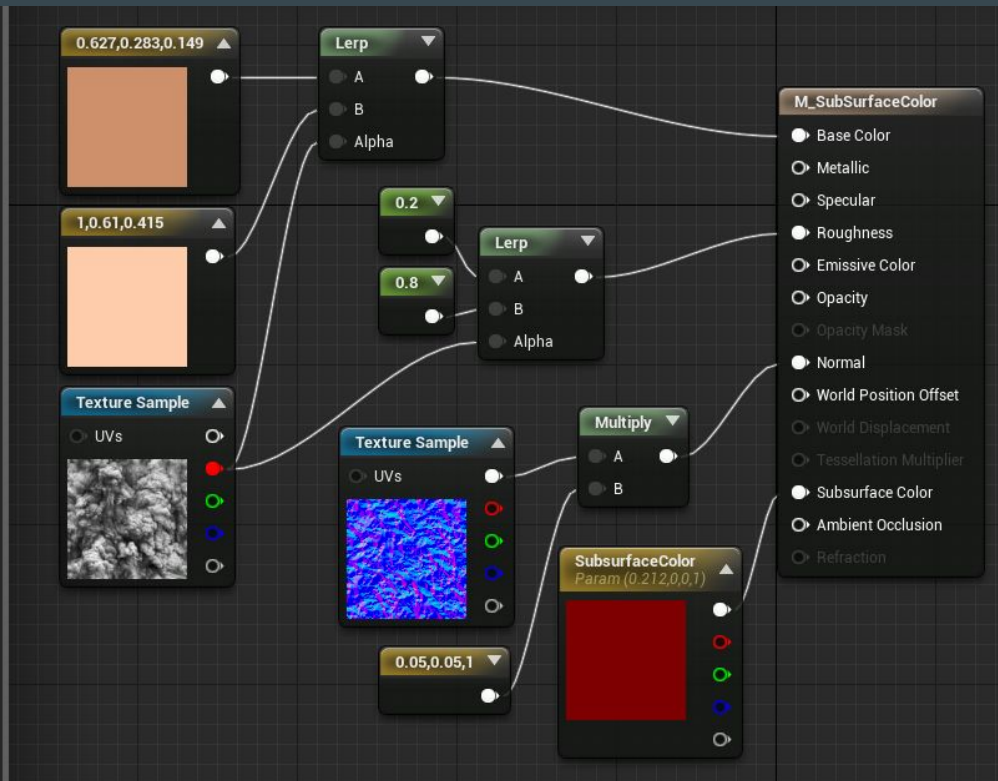 0.627,0.283,0.149
1,0.61,0.415
Texture Sample
UVs
Lerp
A
B
Alpha
0.2
0.8
Lerp
A
B
Alpha
Texture Sample
UVs
0.05,0.05,1
Multiply
A
B
SubsurfaceColor
Param (0.212,0,0,1)
M_SubSurfaceColor
Base Color
Metallic
Specular
Roughness
Emissive Color
Opacity
Opacity Mask
Normal
World Position Offset
World Displacement
Tessellation Multiplier
Subsurface Color
Ambient Occlusion
Refraction